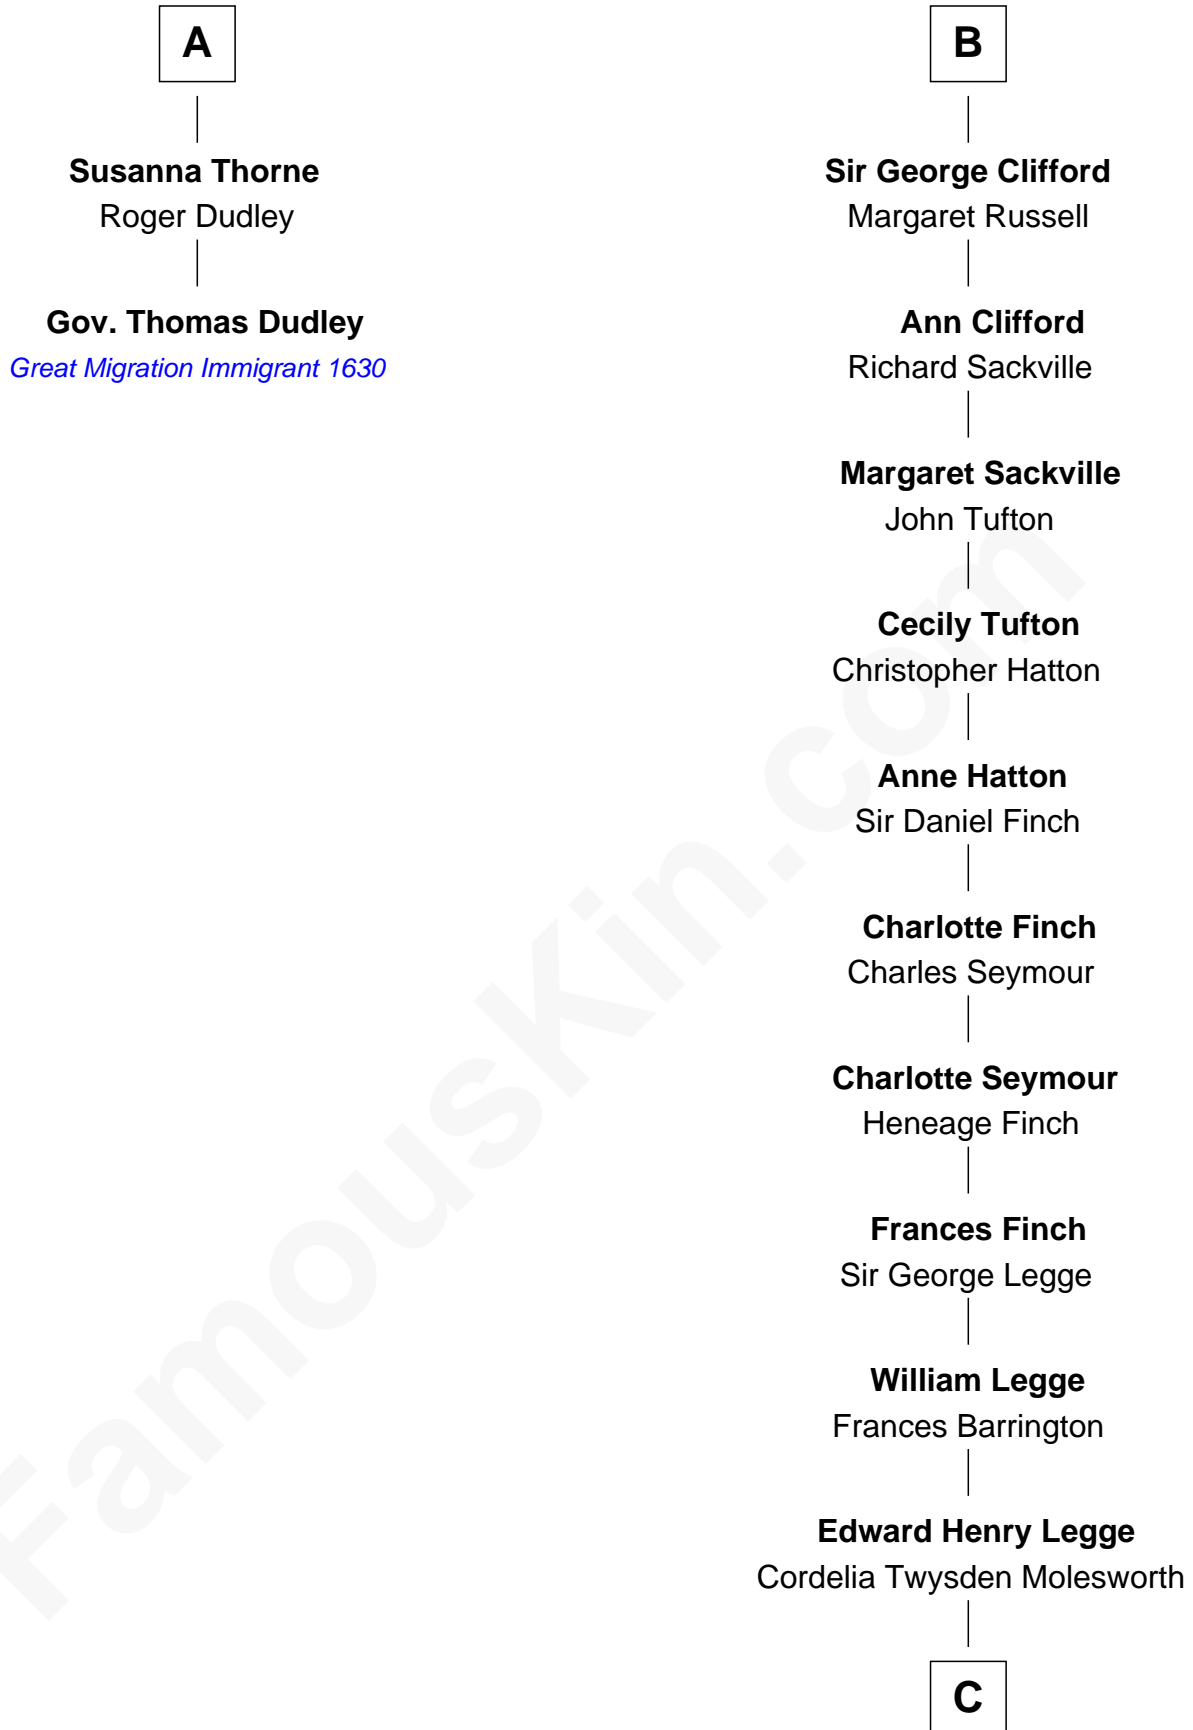 A
Susanna Thorne
Roger Dudley
Gov. Thomas Dudley
Great Migration Immigrant 1630
B
Sir George Clifford
Margaret Russell
Ann Clifford
Richard Sackville
Margaret Sackville
John Tufton
Cecily Tufton
Christopher Hatton
Anne Hatton
Sir Daniel Finch
Charlotte Finch
Charles Seymour
Charlotte Seymour
Heneage Finch
Frances Finch
Sir George Legge
William Legge
Frances Barrington
Edward Henry Legge
Cordelia Twysden Molesworth
C
FamousKin.com